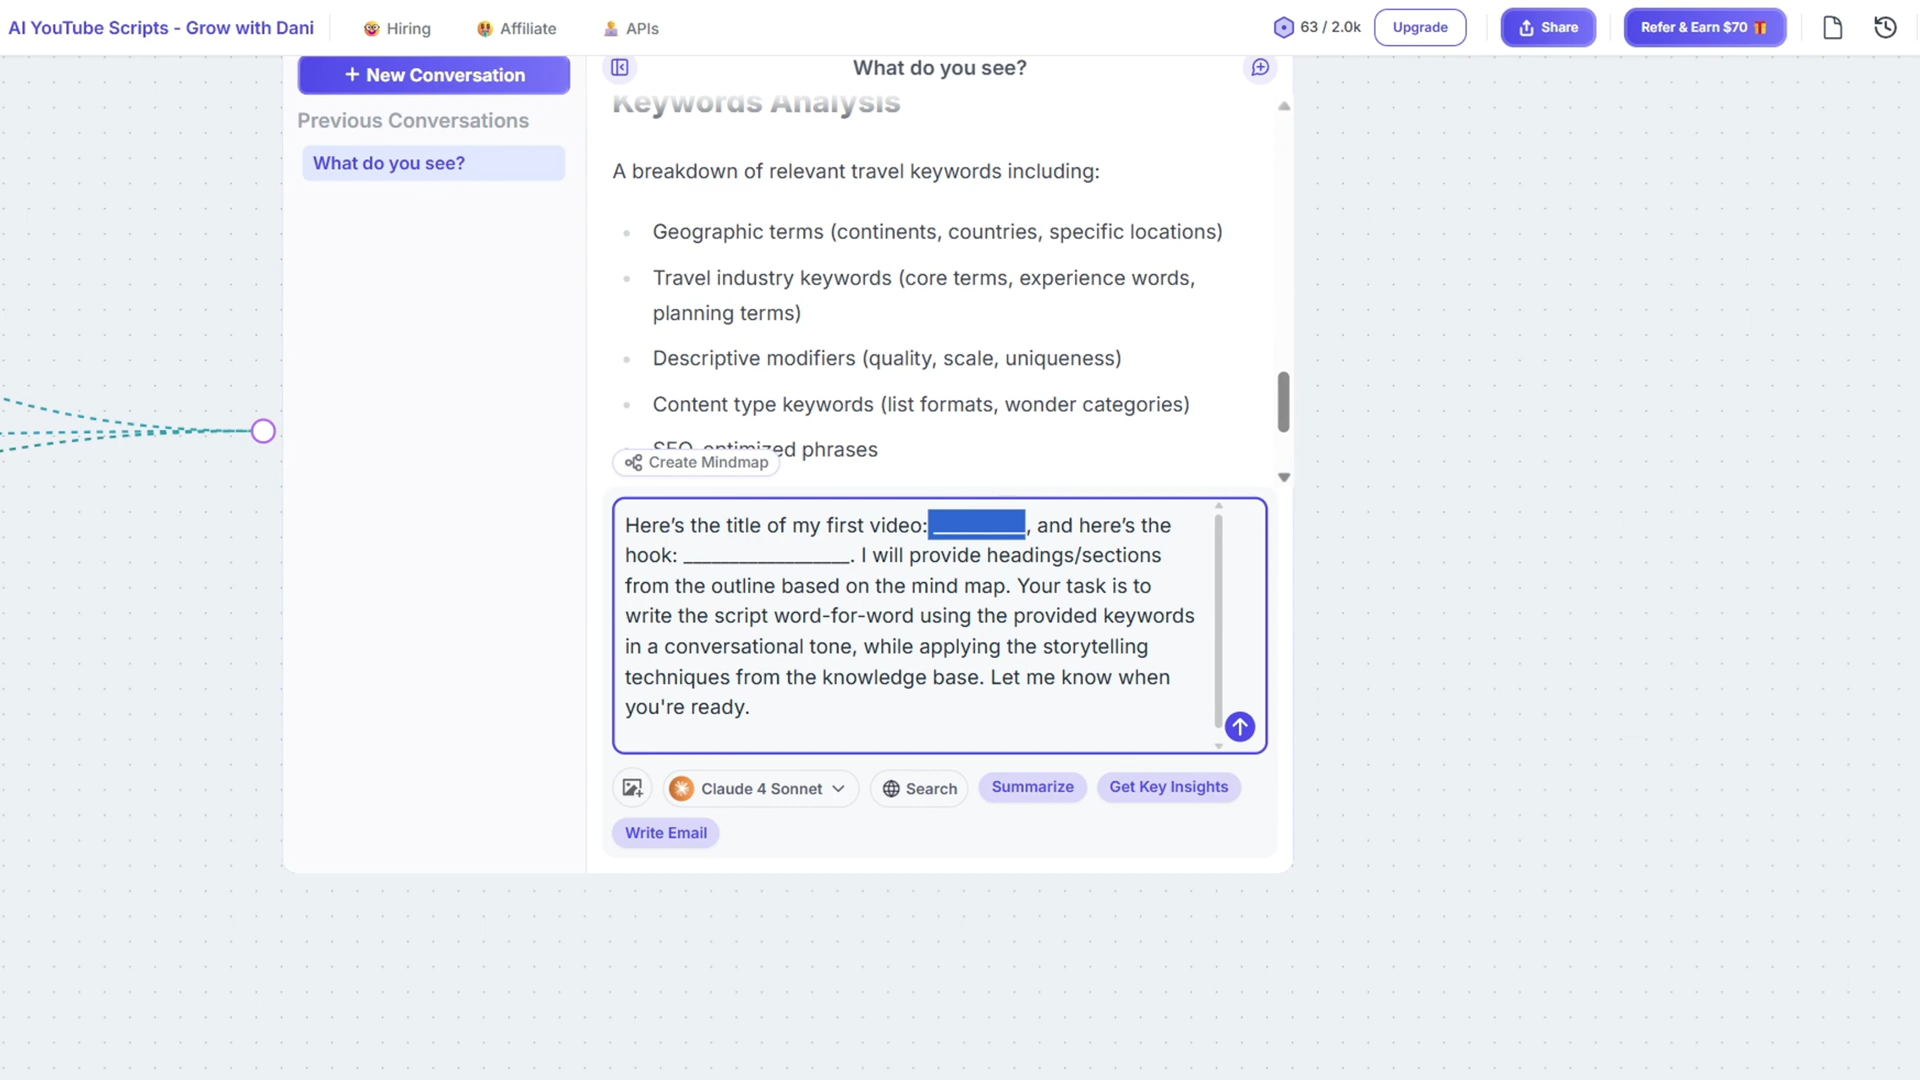 AI YouTube Scripts - Grow with Dani
Hiring
Affiliate
APIs
63 / 2.0k
Upgrade
Share
Refer & Earn $70
+ New Conversation
Previous Conversations
What do you see?
What do you see?
Keywords Analysis
A breakdown of relevant travel keywords including:
Geographic terms (continents, countries, specific locations)
Travel industry keywords (core terms, experience words,
planning terms)
Descriptive modifiers (quality, scale, uniqueness)
Content type keywords (list formats, wonder categories)
SEO-optimized phrases
Create Mindmap
Here’s the title of my first video:__________, and here’s the
hook: _________________. I will provide headings/sections
from the outline based on the mind map. Your task is to
write the script word-for-word using the provided keywords
in a conversational tone, while applying the storytelling
techniques from the knowledge base. Let me know when
you're ready.
Claude 4 Sonnet
Search
Summarize
Get Key Insights
Write Email